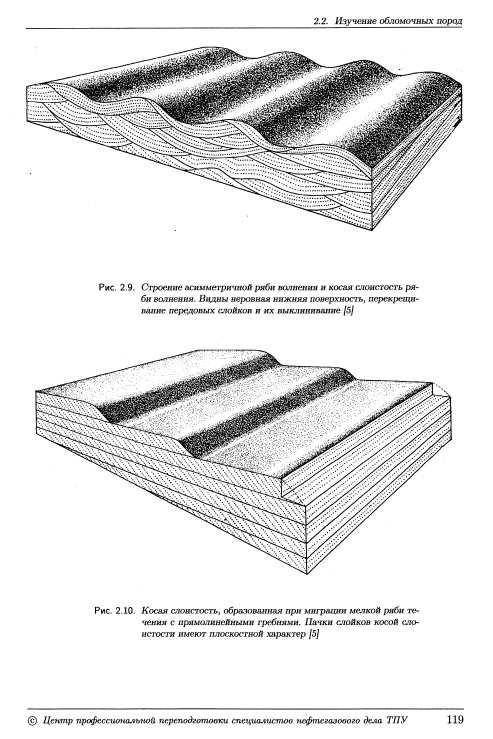 2.2. Изучение обломочных пород
Рис. 2.9. Строение асимметричной ряби волнения и косая слоистость ря-
би волнения. Видны неровная нижняя поверхность, перекрещи-
вание передовых слойков и их выклинивание [5]
Рис. 2.10. Косая слоистость, образованная при миграции мелкой ряби те-
чения с прямолинейными гребнями. Пачки слойков косой сло-
истости имеют плоскостной характер [5]
© Центр профессиональной переподготовки специалистов нефтегазового дела ТПУ 119